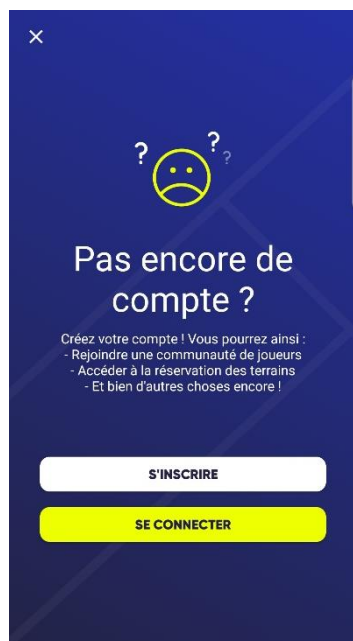 ? ? ?
Pas encore de
compte ?
Créez votre compte ! Vous pourrez ainsi :
- Rejoindre une communauté de joueurs
- Accéder à la réservation des terrains
- Et bien d'autres choses encore !
S'INSCRIRE
SE CONNECTER